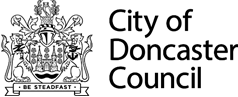 City of
Doncaster
Council
· BE STEADFAST ·